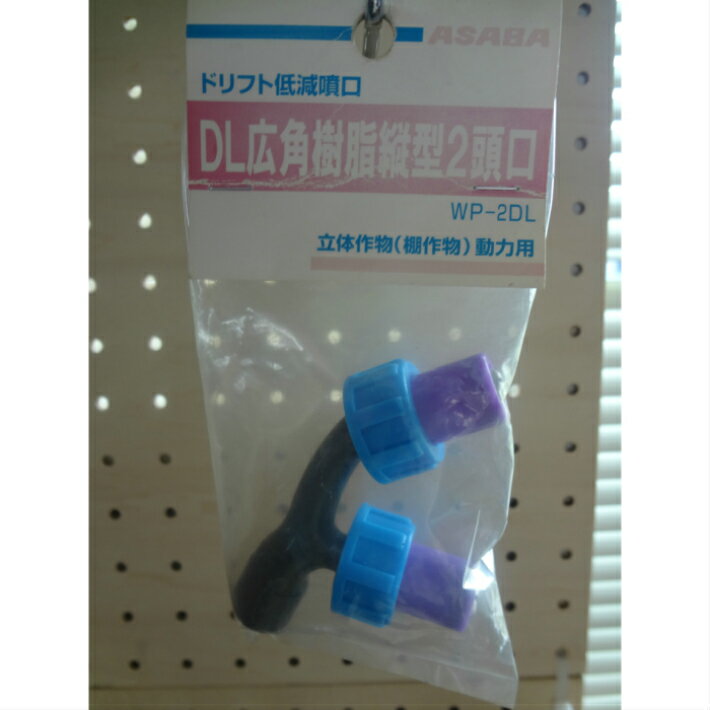 ASABA
ドリフト低減噴口
DL広角樹脂縦型2頭口
WP-2DL
立体作物(棚作物)動力用